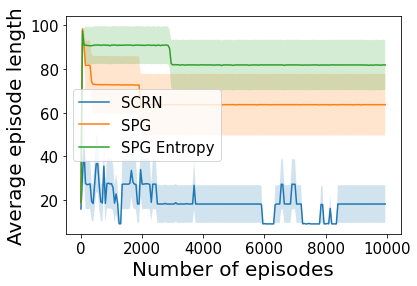 Average episode length
100
80
60
40
20
SCRN
SPG
SPG Entropy
0
2000
4000
6000
8000
10000
Number of episodes